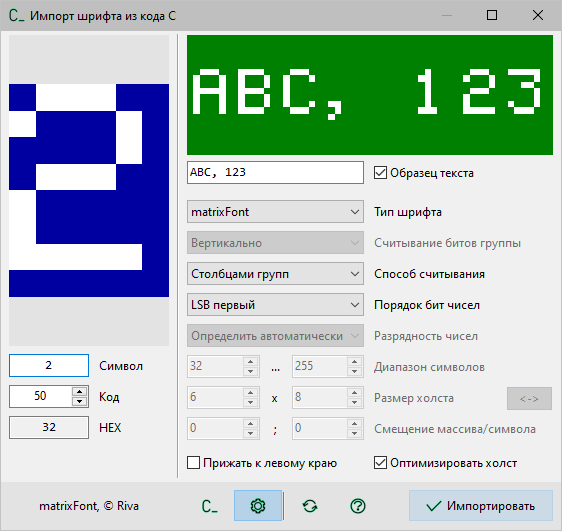 C_ Импорт шрифта из кода C
ABC, 123
ABC, 123
Образец текста
matrixFont
Тип шрифта
Вертикально
Считывание битов группы
Столбцами групп
Способ считывания
LSB первый
Порядок бит чисел
Определить автоматически
Разрядность чисел
2
Символ
32 ... 255
Диапазон символов
50
Код
6 x 8
Размер холста
<->
32
HEX
0 ; 0
Смещение массива/символа
Прижать к левому краю
Оптимизировать холст
matrixFont, © Riva
C_
Импортировать